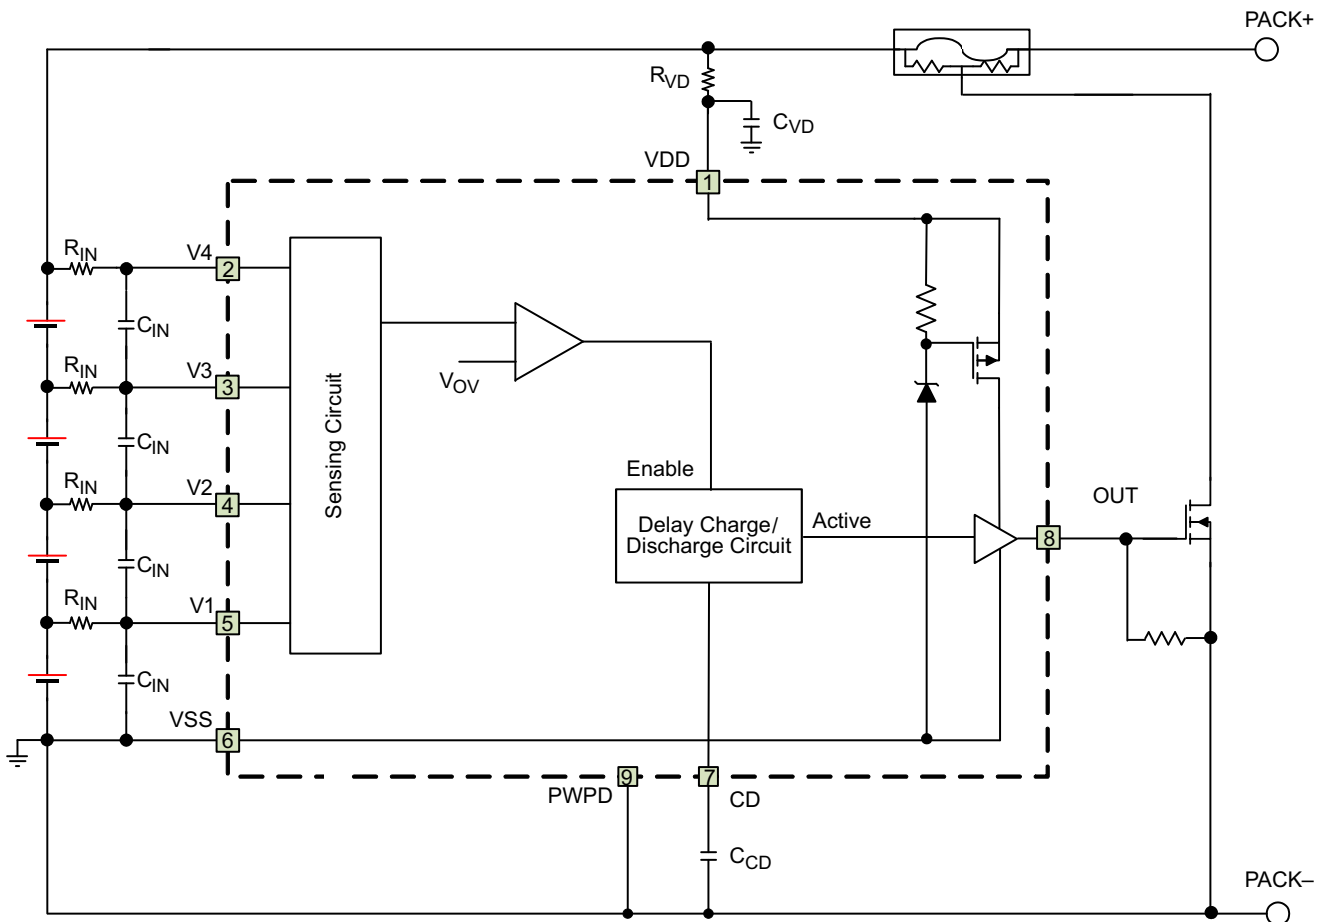 PACK+
RVD
CVD
VDD
1
RIN
V4
2
CIN
RIN
V3
3
VOV
CIN
Sensing Circuit
Enable
RIN
V2
4
OUT
Delay Charge/
Discharge Circuit
Active
8
CIN
RIN
V1
5
CIN
VSS
6
9
7
PWPD
CD
CCD
PACK–